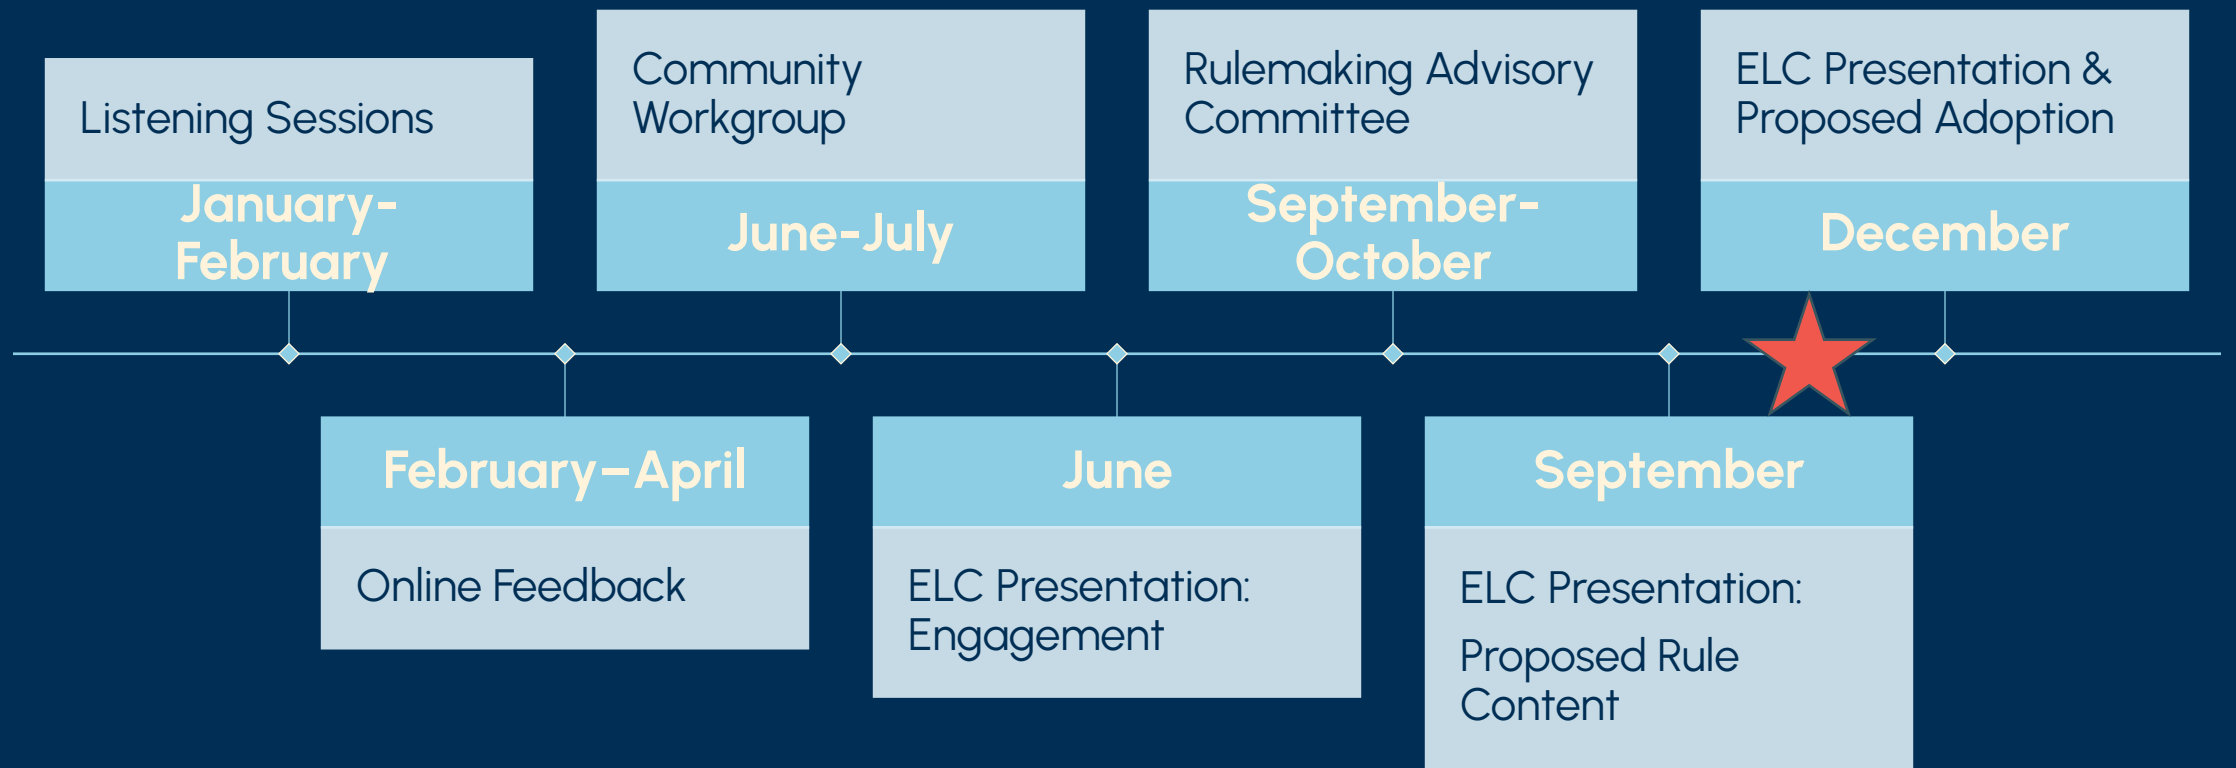 Listening Sessions
January-
February
Community
Workgroup
June-July
Rulemaking Advisory
Committee
September-
October
ELC Presentation &
Proposed Adoption
December
February–April
Online Feedback
June
ELC Presentation:
Engagement
September
ELC Presentation:
Proposed Rule
Content